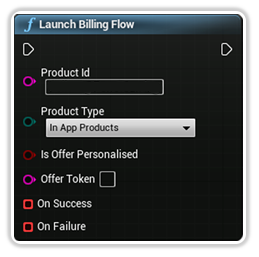 f Launch Billing Flow
Product Id
Product Type
In App Products
Is Offer Personalised
Offer Token
On Success
On Failure